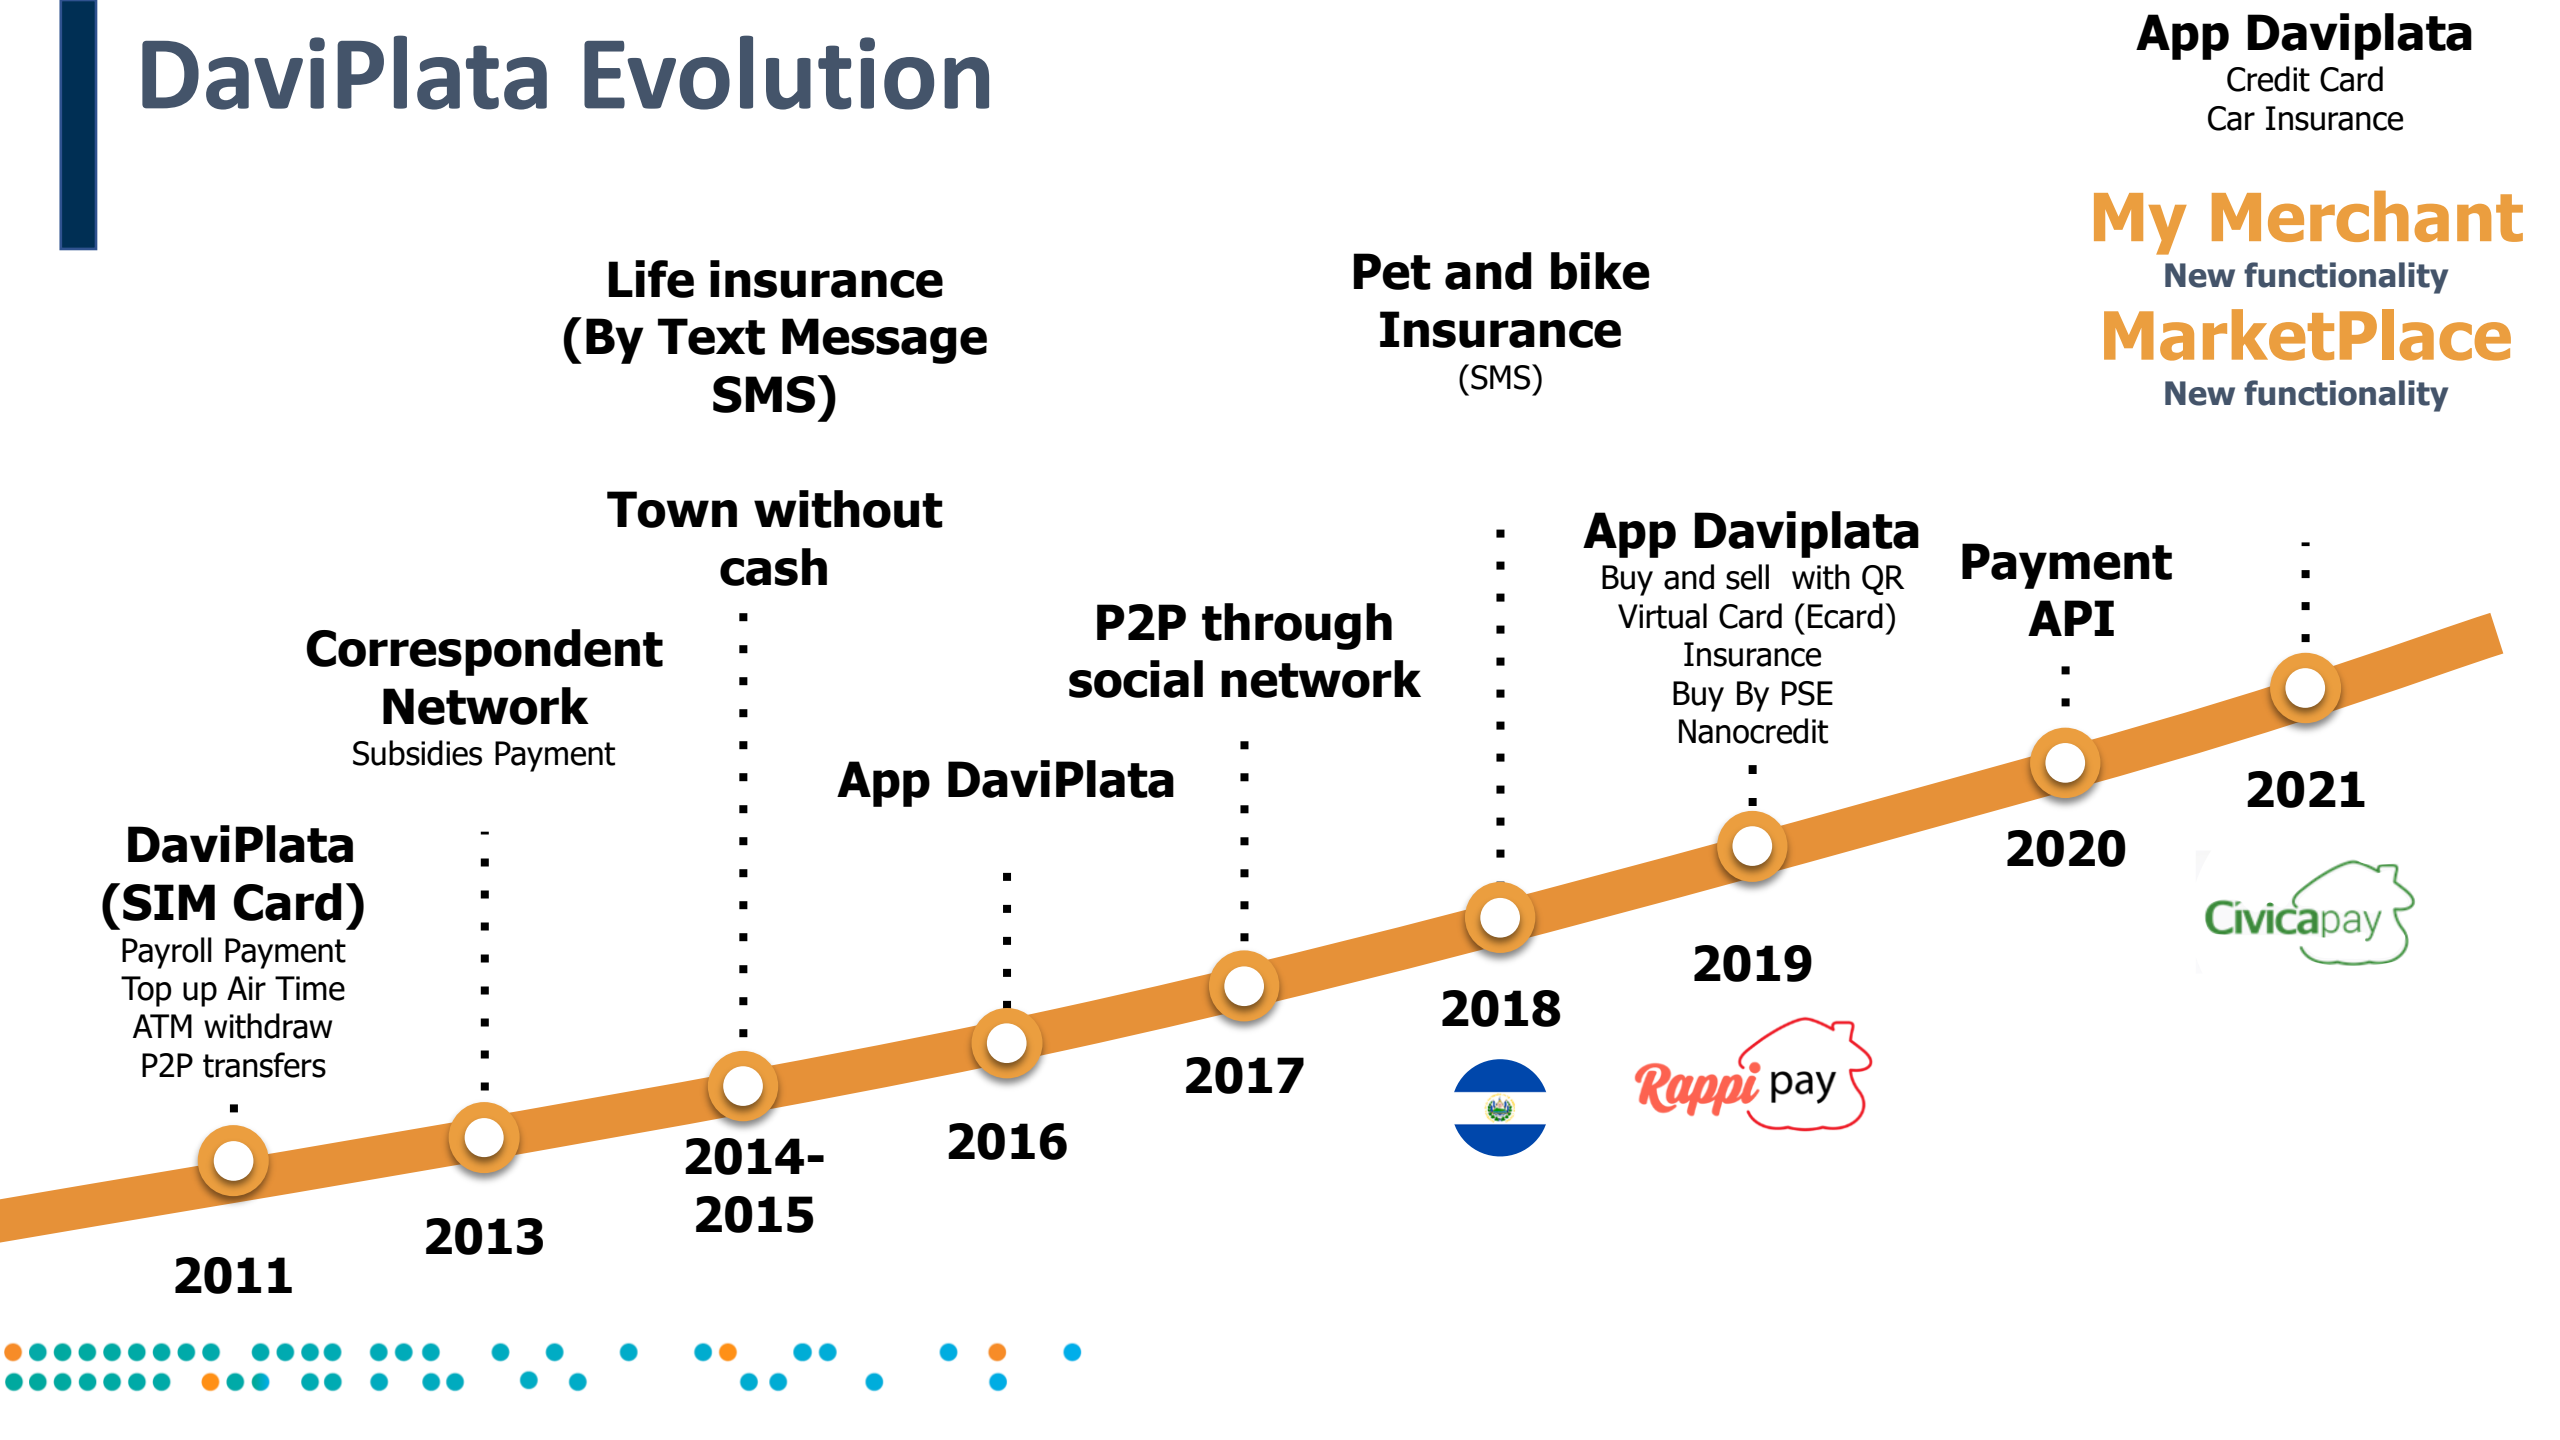 DaviPlata Evolution
App Daviplata
Credit Card
Car Insurance
My Merchant
New functionality
MarketPlace
New functionality
Life insurance
(By Text Message
SMS)
Town without
cash
Pet and bike
Insurance
(SMS)
Correspondent
Network
Subsidies Payment
App DaviPlata
P2P through
social network
App Daviplata
Buy and sell  with QR
Virtual Card (Ecard)
Insurance
Buy By PSE
Nanocredit
Payment
API
DaviPlata
(SIM Card)
Payroll Payment
Top up Air Time
ATM withdraw
P2P transfers
2011
2013
2014-
2015
2016
2017
2018
2019
Rappi pay
2020
2021
Civicapay